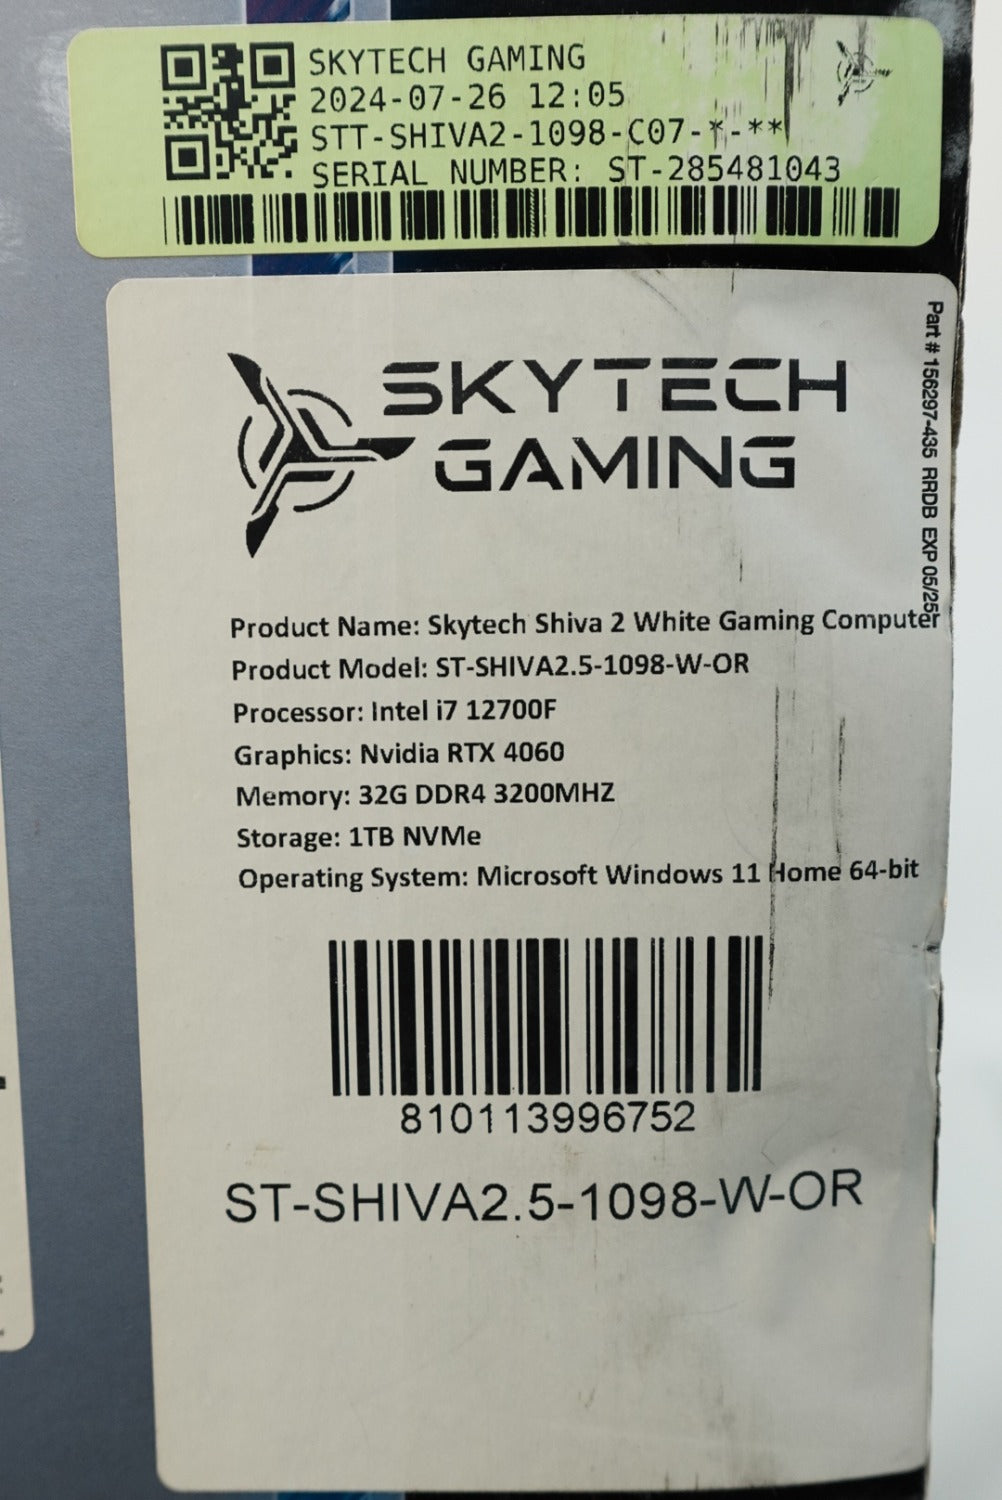 SKYTECH GAMING
2024-07-26 12:05
STT-SHIVA2-1098-C07-*-**
SERIAL NUMBER: ST-285481043
Part # 156297-435 RRDB EXP 05/25
SKYTECH
GAMING
Product Name: Skytech Shiva 2 White Gaming Computer
Product Model: ST-SHIVA2.5-1098-W-OR
Processor: Intel i7 12700F
Graphics: Nvidia RTX 4060
Memory: 32G DDR4 3200MHZ
Storage: 1TB NVMe
Operating System: Microsoft Windows 11 Home 64-bit
810113996752
ST-SHIVA2.5-1098-W-OR